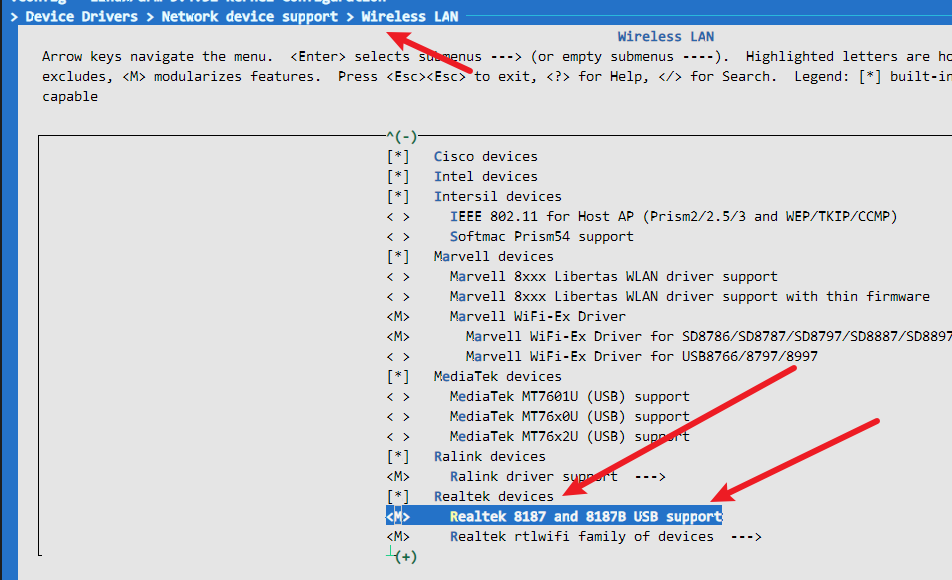 > Device Drivers > Network device support > Wireless LAN
Wireless LAN
Arrow keys navigate the menu. <Enter> selects submenus ---> (or empty submenus ----). Highlighted letters are
excludes, <M> modularizes features. Press <Esc><Esc> to exit, <?> for Help, </> for Search. Legend: [*] built-in
capable
^(-)
[*] Cisco devices
[*] Intel devices
[*] Intersil devices
< > IEEE 802.11 for Host AP (Prism2/2.5/3 and WEP/TKIP/CCMP)
< > Softmac Prism54 support
[*] Marvell devices
< > Marvell 8xxx Libertas WLAN driver support
< > Marvell 8xxx Libertas WLAN driver support with thin firmware
<M> Marvell WiFi-Ex Driver
<M> Marvell WiFi-Ex Driver for SD8786/SD8787/SD8797/SD8887/SD8897
< > Marvell WiFi-Ex Driver for USB8766/8797/8997
[*] MediaTek devices
< > MediaTek MT7601U (USB) support
< > MediaTek MT76x0U (USB) support
< > MediaTek MT76x2U (USB) support
[*] Ralink devices
<M> Ralink driver support --->
[*] Realtek devices
<M> Realtek 8187 and 8187B USB support
<M> Realtek rtlwifi family of devices --->
(+)